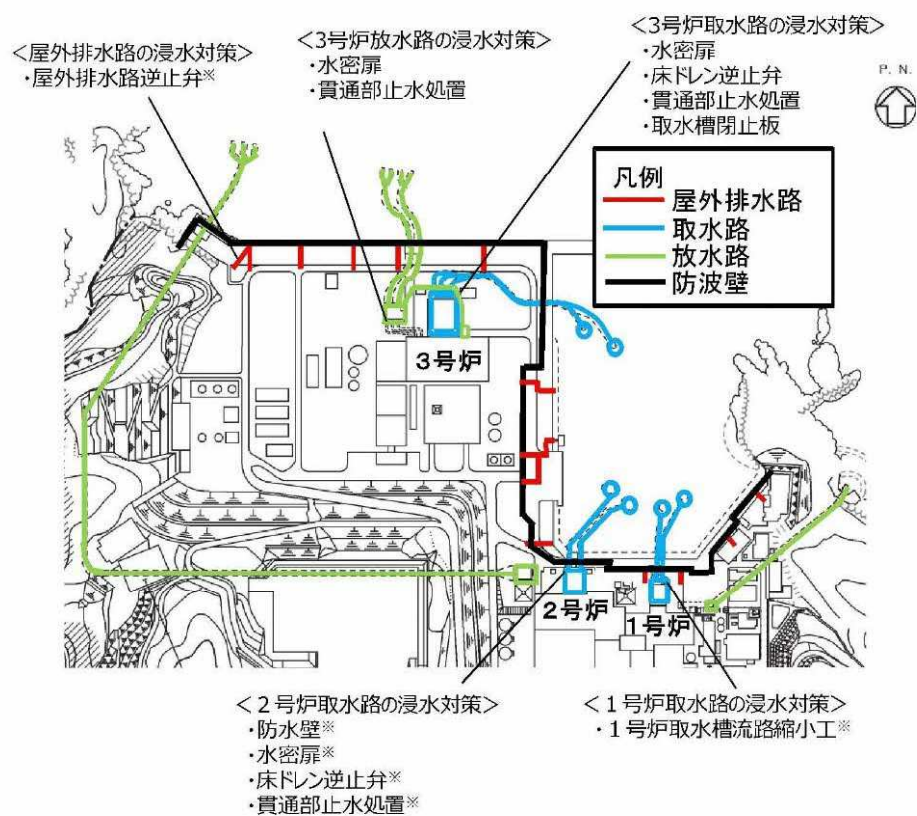 <屋外排水路の浸水対策>
・屋外排水路逆止弁※
<3号炉放水路の浸水対策>
・水密扉
・貫通部止水処置
<3号炉取水路の浸水対策>
・水密扉
・床ドレン逆止弁
・貫通部止水処置
・取水槽閉止板
P. N.
凡例
屋外排水路
取水路
放水路
防波壁
3号炉
2号炉
1号炉
<2号炉取水路の浸水対策>
・防水壁※
・水密扉※
・床ドレン逆止弁※
・貫通部止水処置※
<1号炉取水路の浸水対策>
・1号炉取水槽流路縮小工※